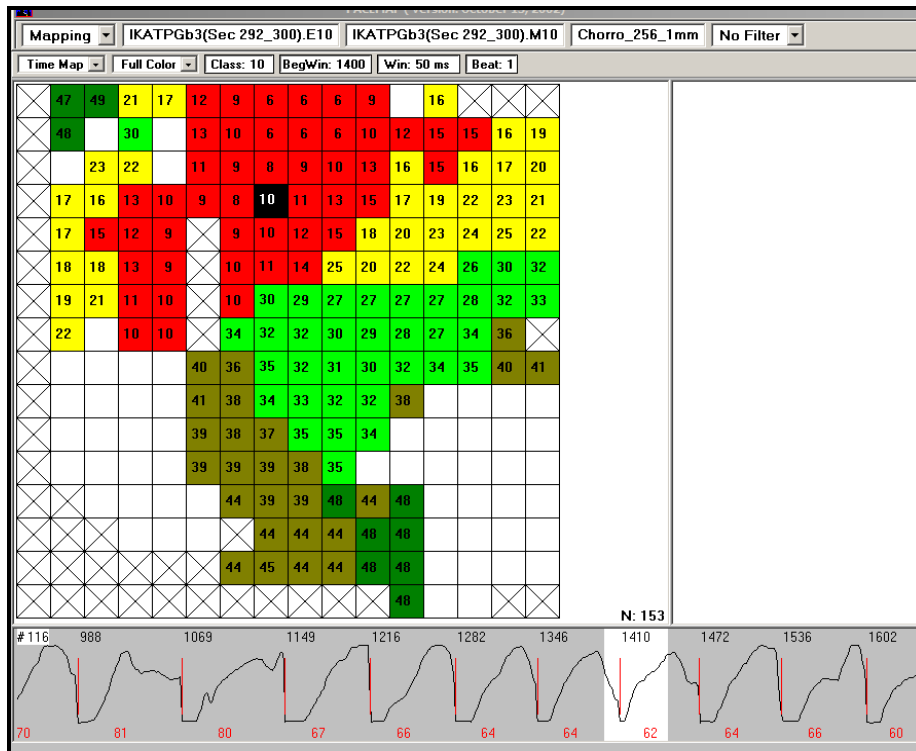 Mapping IKATPGb3(Sec 292_300).E10 IKATPGb3(Sec 292_300).M10 Chorro_256_1mm No Filter
Time Map Full Color Class: 10 BegWin: 1400 Win: 50 ms Beat: 1
47 49 21 17 12 9 6 6 6 9 16
48 30 13 10 6 6 6 10 12 15 15 16 19
23 22 11 9 8 9 10 13 16 15 16 17 20
17 16 13 10 9 8 10 11 13 15 17 19 22 23 21
17 15 12 9 9 10 12 15 18 20 23 24 25 22
18 18 13 9 10 11 14 25 20 22 24 26 30 32
19 21 11 10 10 30 29 27 27 27 27 28 32 33
22 10 10 34 32 32 30 29 28 27 34 36
40 36 35 32 31 30 32 34 35 40 41
41 38 34 33 32 32 38
39 38 37 35 35 34
39 39 39 38 35
44 39 39 48 44 48
44 44 44 48 48
44 45 44 44 48 48
48
N: 153
# 116 988 1069 1149 1216 1282 1346 1410 1472 1536 1602
70 81 80 67 66 64 64 62 64 66 60